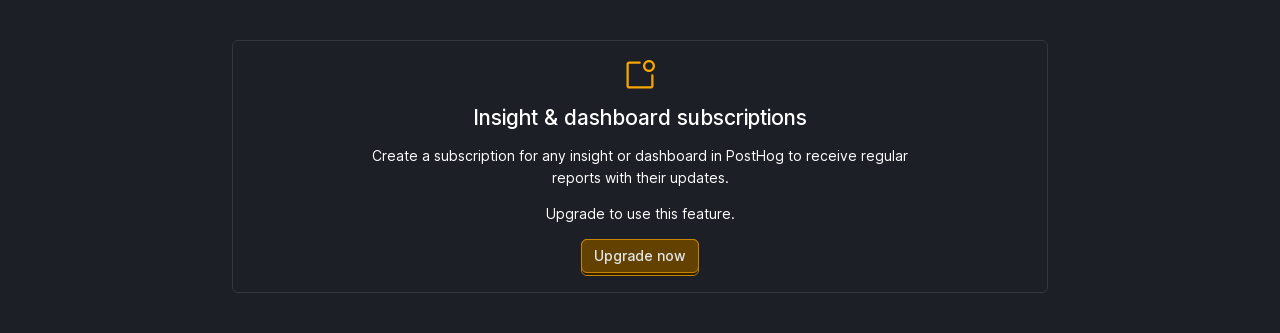 Insight & dashboard subscriptions
Create a subscription for any insight or dashboard in PostHog to receive regular
reports with their updates.
Upgrade to use this feature.
Upgrade now